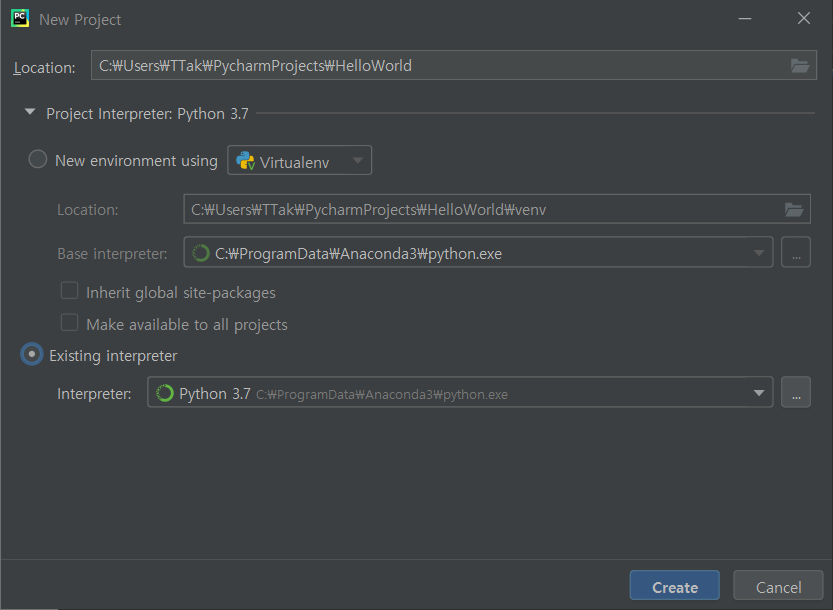 PC New Project
Location: C:₩Users₩TTak₩PycharmProjects₩HelloWorld
Project Interpreter: Python 3.7
New environment using Virtualenv
Location: C:₩Users₩TTak₩PycharmProjects₩HelloWorld₩venv
Base interpreter: C:₩ProgramData₩Anaconda3₩python.exe ...
Inherit global site-packages
Make available to all projects
Existing interpreter
Interpreter: Python 3.7 C:₩ProgramData₩Anaconda3₩python.exe ...
Create Cancel